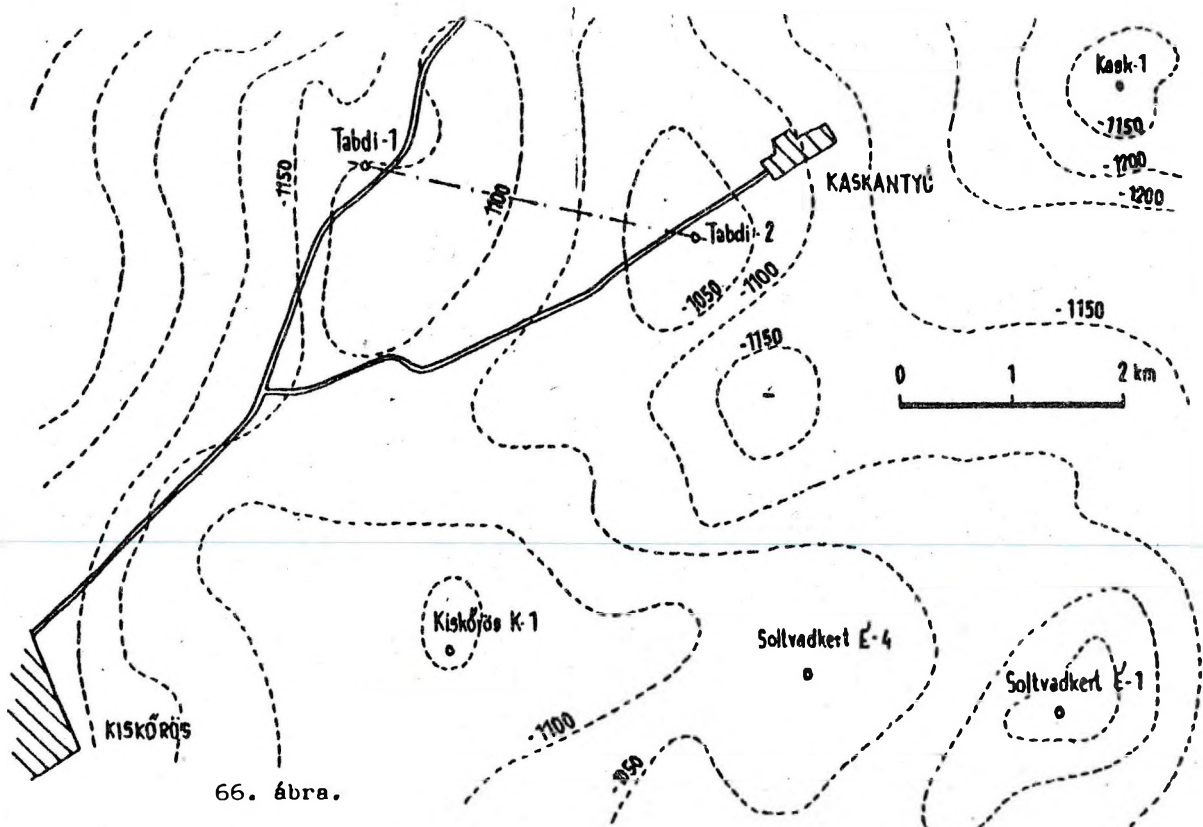 Kask-1
-1150
-1200
-1200
Tabdi-1
-1150
-1100
KASKANTYÚ
Tabdi-2
-1050
-1100
-1150
-1150
0 1 2 km
Kiskőrös K-1
Soltvadkert É-4
Soltvadkert É-1
KISKŐRÖS
-1100
-1050
66. ábra.